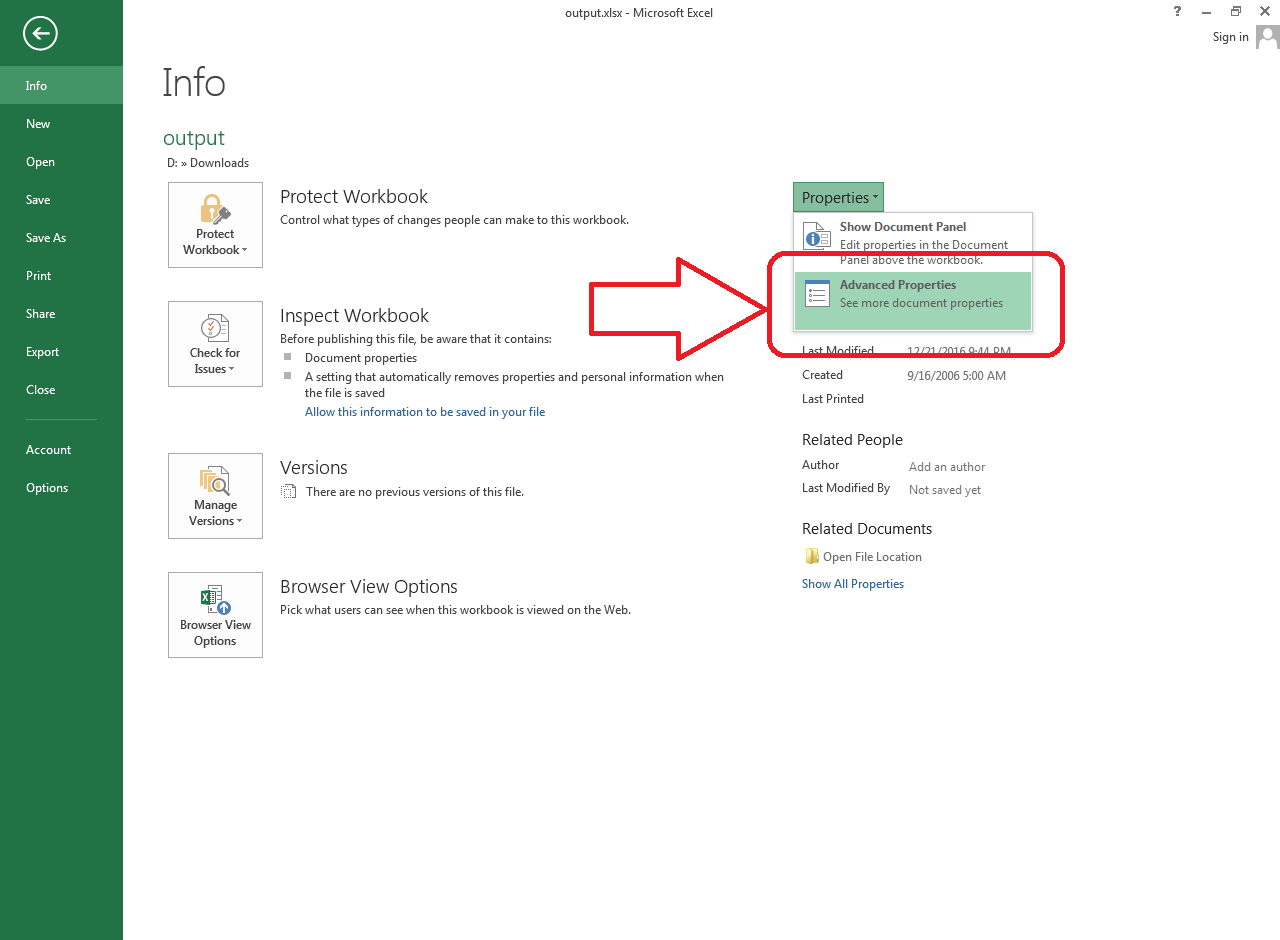 output.xlsx - Microsoft Excel
?
Sign in
Info
New
Open
Save
Save As
Print
Share
Export
Close
Account
Options
Info
output
D: » Downloads
Protect
Workbook
Protect Workbook
Control what types of changes people can make to this workbook.
Check for
Issues
Inspect Workbook
Before publishing this file, be aware that it contains:
Document properties
A setting that automatically removes properties and personal information when
the file is saved
Allow this information to be saved in your file
Manage
Versions
Versions
There are no previous versions of this file.
Browser View
Options
Browser View Options
Pick what users can see when this workbook is viewed on the Web.
Properties
Show Document Panel
Edit properties in the Document
Panel above the workbook.
Advanced Properties
See more document properties
Last Modified 12/21/2016 9:44 PM
Created 9/16/2006 5:00 AM
Last Printed
Related People
Author Add an author
Last Modified By Not saved yet
Related Documents
Open File Location
Show All Properties